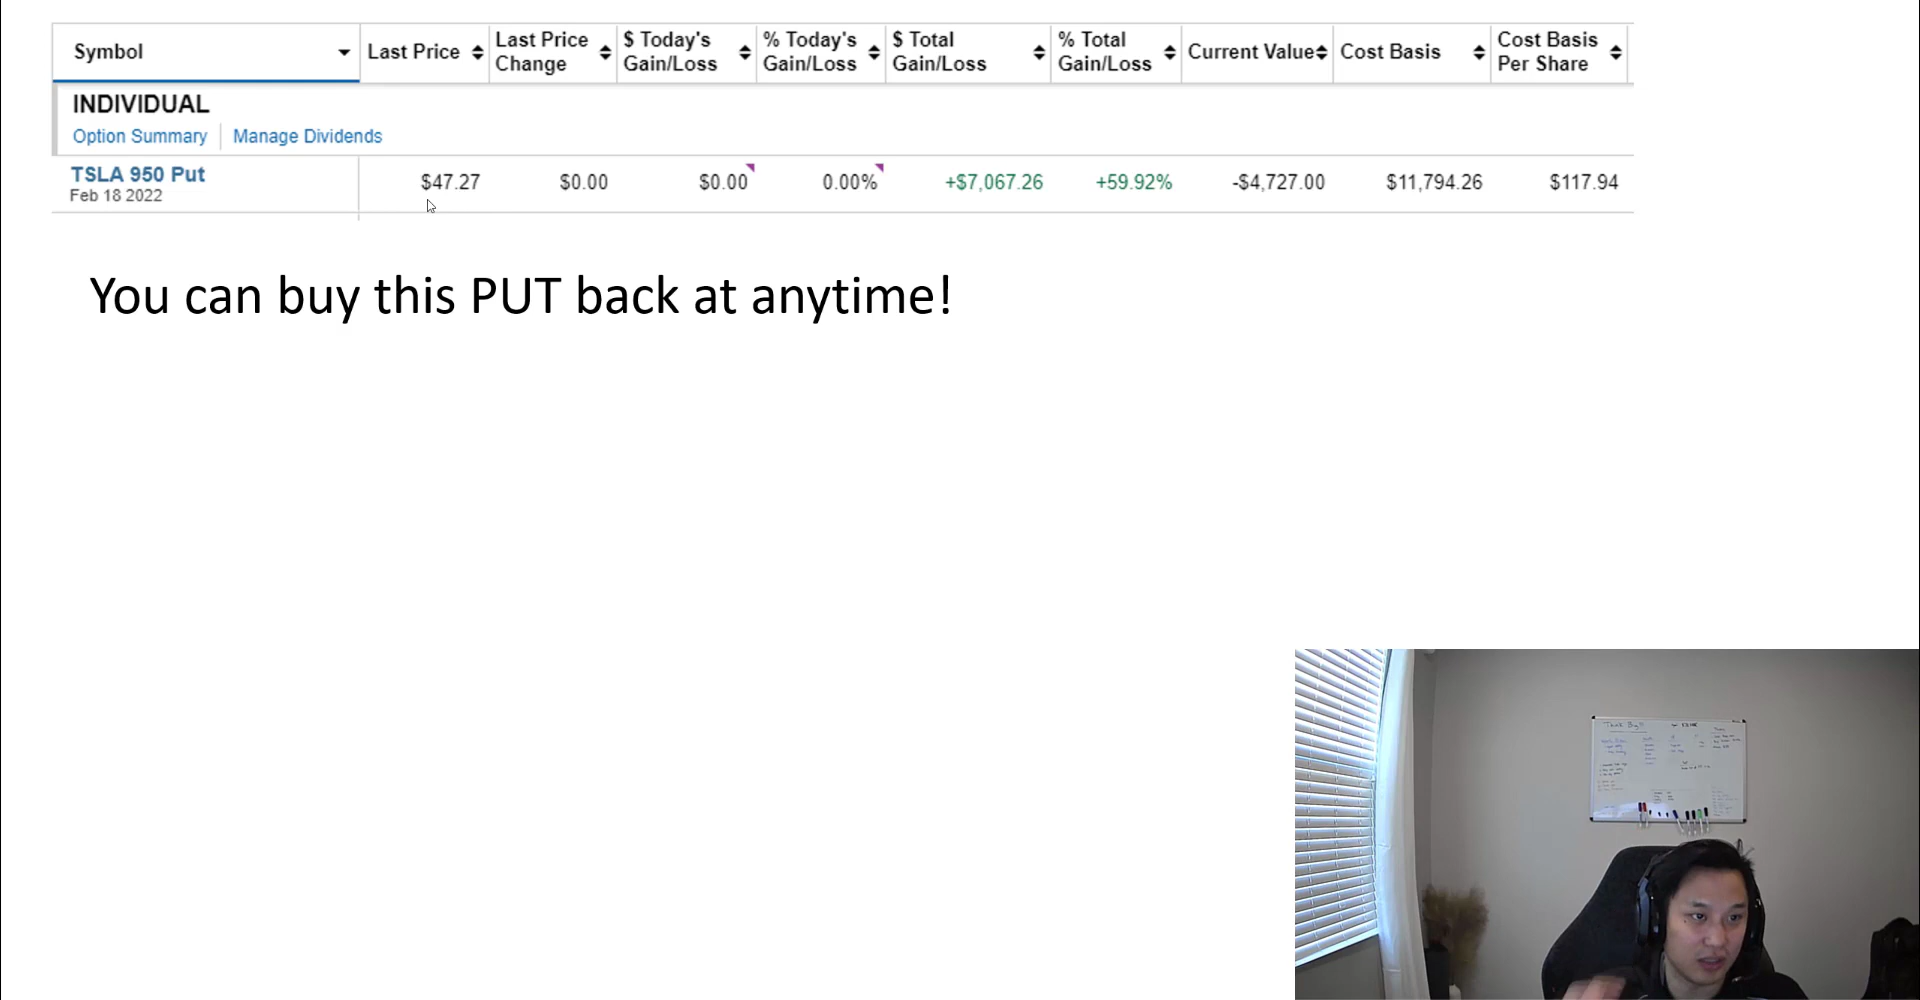 Symbol Last Price Last Price Change $ Today's Gain/Loss % Today's Gain/Loss $ Total Gain/Loss % Total Gain/Loss Current Value Cost Basis Cost Basis Per Share
INDIVIDUAL
Option Summary Manage Dividends
TSLA 950 Put $47.27 $0.00 $0.00 0.00% +$7,067.26 +59.92% -$4,727.00 $11,794.26 $117.94
Feb 18 2022
You can buy this PUT back at anytime!
Think Big!!